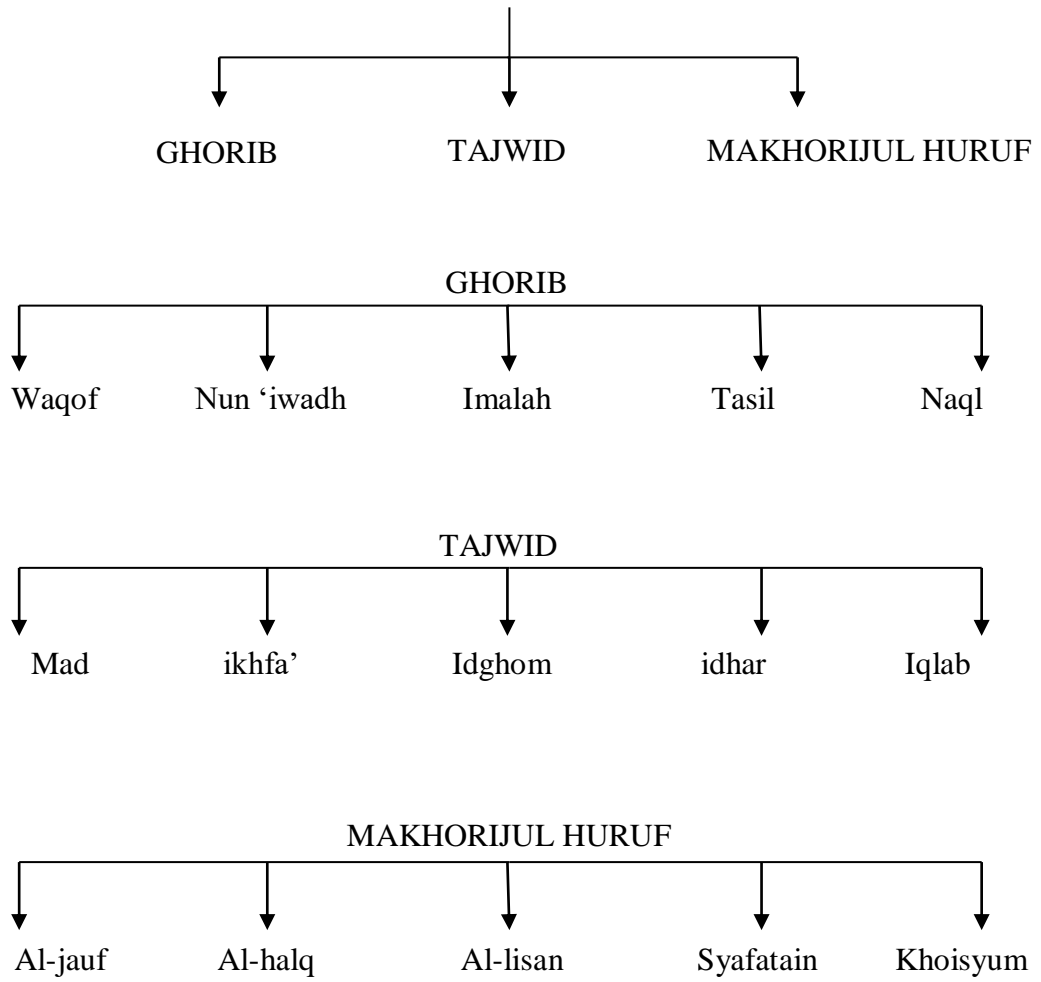 GHORIB TAJWID MAKHORIJUL HURUF
GHORIB
Waqof Nun ‘iwadh Imalah Tasil Naql
TAJWID
Mad ikhfa’ Idghom idhar Iqlab
MAKHORIJUL HURUF
Al-jauf Al-halq Al-lisan Syafatain Khoisyum